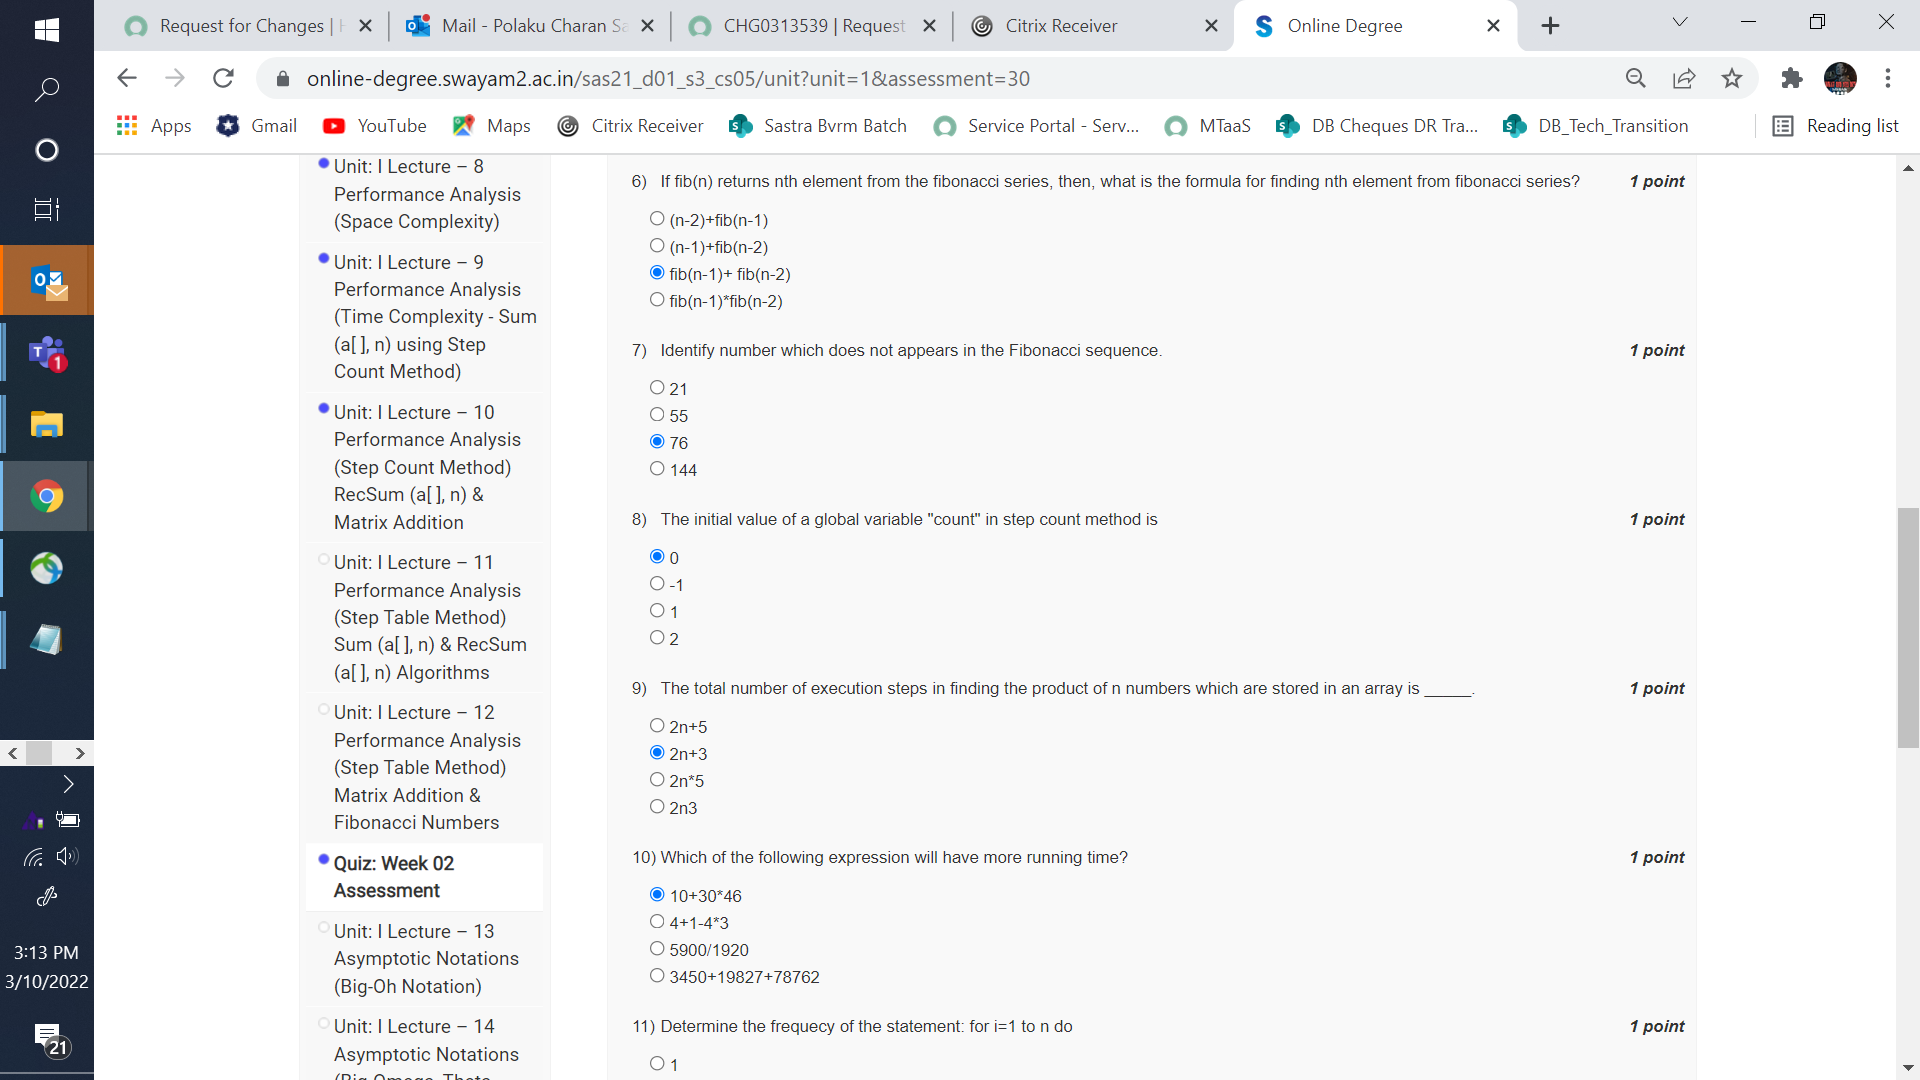 Request for Changes |
Mail - Polaku Charan Sa
CHG0313539 | Request
Citrix Receiver
Online Degree
online-degree.swayam2.ac.in/sas21_d01_s3_cs05/unit?unit=1&assessment=30
Apps
Gmail
YouTube
Maps
Citrix Receiver
Sastra Bvrm Batch
Service Portal - Serv...
MTaaS
DB Cheques DR Tra...
DB_Tech_Transition
Reading list
Unit: I Lecture – 8
Performance Analysis
(Space Complexity)
Unit: I Lecture – 9
Performance Analysis
(Time Complexity - Sum
(a[ ], n) using Step
Count Method)
Unit: I Lecture – 10
Performance Analysis
(Step Count Method)
RecSum (a[ ], n) &
Matrix Addition
Unit: I Lecture – 11
Performance Analysis
(Step Table Method)
Sum (a[ ], n) & RecSum
(a[ ], n) Algorithms
Unit: I Lecture – 12
Performance Analysis
(Step Table Method)
Matrix Addition &
Fibonacci Numbers
Quiz: Week 02
Assessment
Unit: I Lecture – 13
Asymptotic Notations
(Big-Oh Notation)
Unit: I Lecture – 14
Asymptotic Notations
(Big Omega, Theta
6) If fib(n) returns nth element from the fibonacci series, then, what is the formula for finding nth element from fibonacci series? 1 point
(n-2)+fib(n-1)
(n-1)+fib(n-2)
fib(n-1)+ fib(n-2)
fib(n-1)*fib(n-2)
7) Identify number which does not appears in the Fibonacci sequence. 1 point
21
55
76
144
8) The initial value of a global variable "count" in step count method is 1 point
0
-1
1
2
9) The total number of execution steps in finding the product of n numbers which are stored in an array is _____. 1 point
2n+5
2n+3
2n*5
2n3
10) Which of the following expression will have more running time? 1 point
10+30*46
4+1-4*3
5900/1920
3450+19827+78762
11) Determine the frequecy of the statement: for i=1 to n do 1 point
1
1
3:13 PM
3/10/2022
21